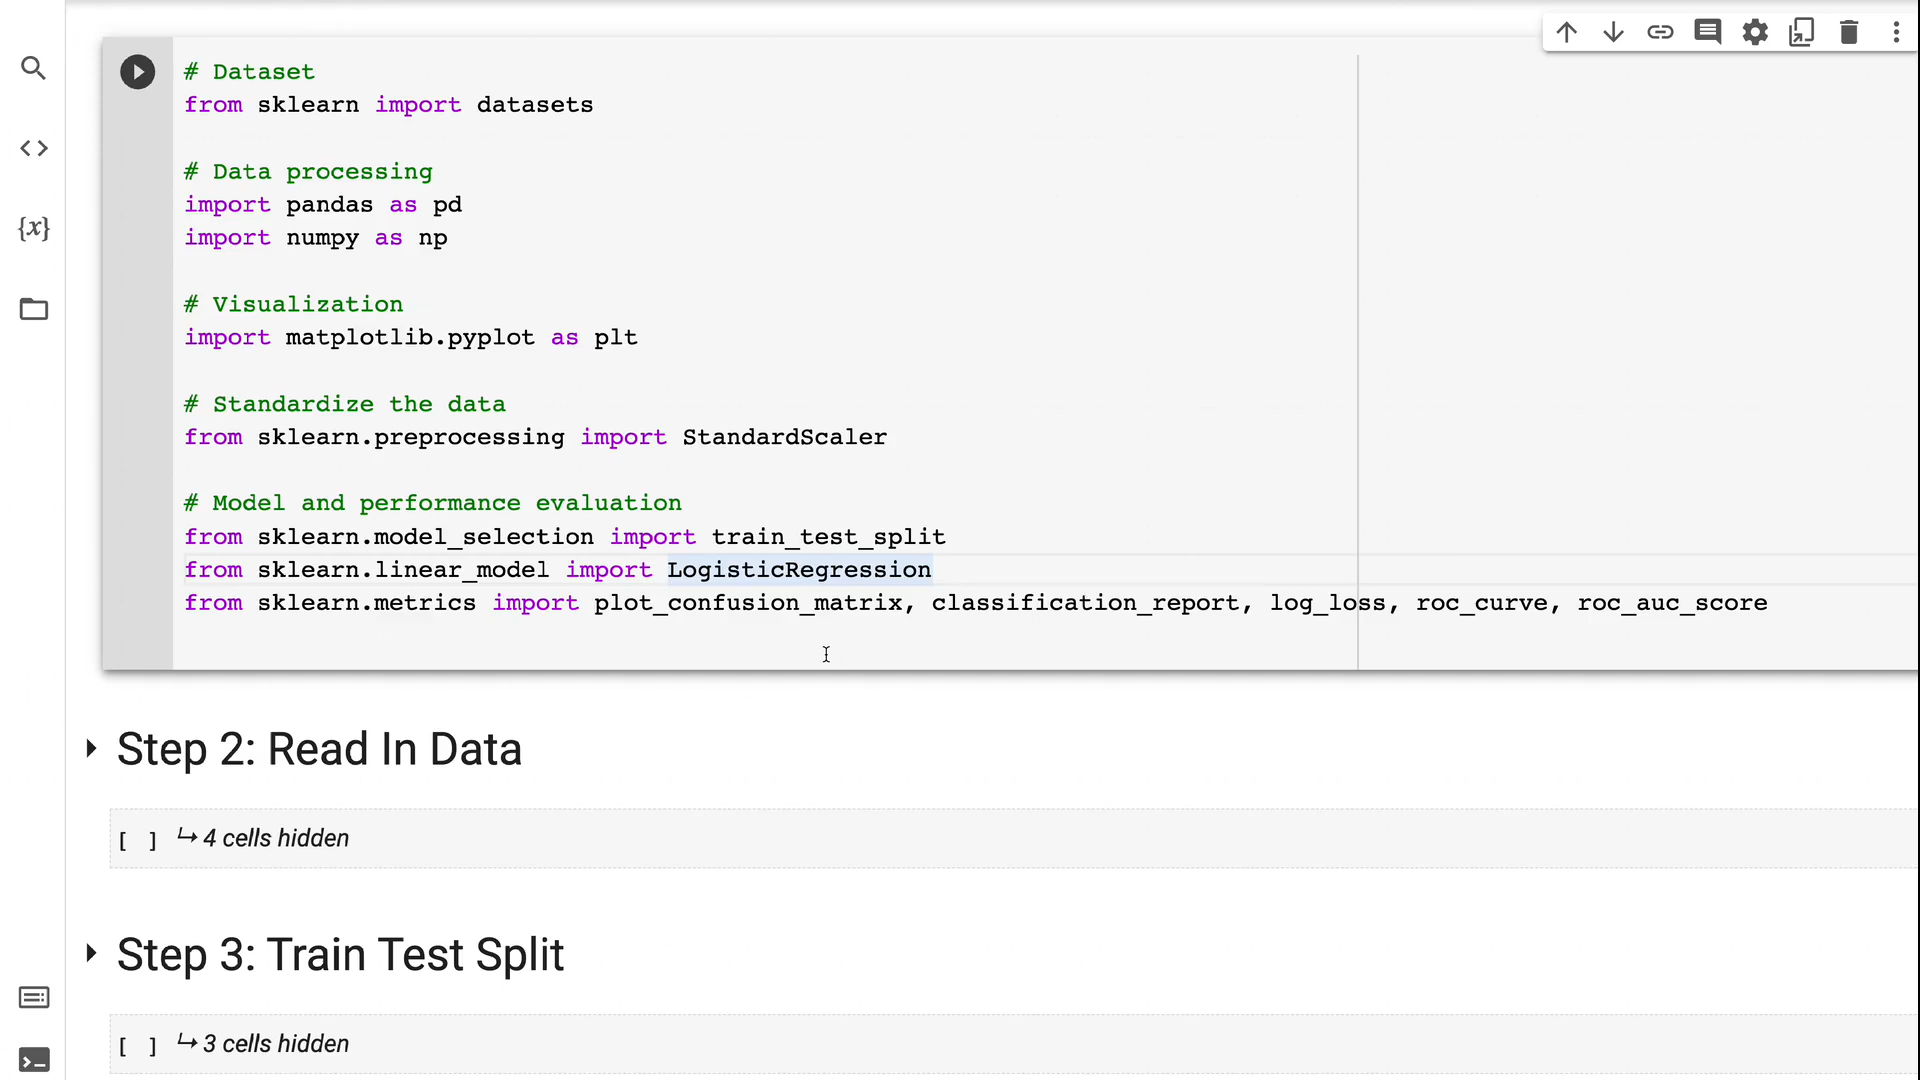 # Dataset
from sklearn import datasets
# Data processing
import pandas as pd
import numpy as np
# Visualization
import matplotlib.pyplot as plt
# Standardize the data
from sklearn.preprocessing import StandardScaler
# Model and performance evaluation
from sklearn.model_selection import train_test_split
from sklearn.linear_model import LogisticRegression
from sklearn.metrics import plot_confusion_matrix, classification_report, log_loss, roc_curve, roc_auc_score
Step 2: Read In Data
[ ] ↳ 4 cells hidden
Step 3: Train Test Split
[ ] ↳ 3 cells hidden